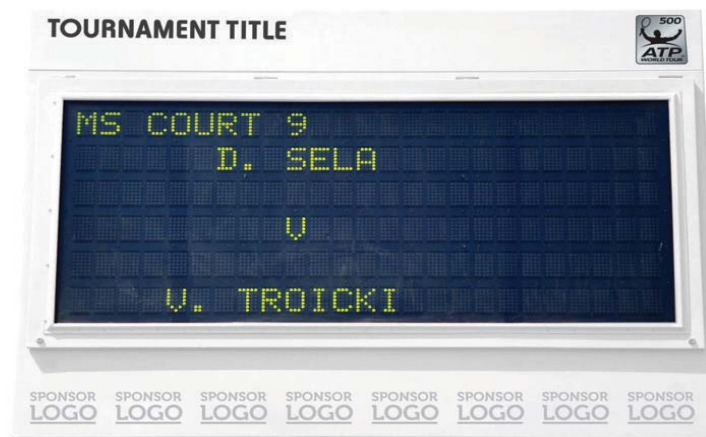 TOURNAMENT TITLE
500
ATP
WORLD TOUR
MS COURT 9
D. SELA
V
V. TROICKI
SPONSOR SPONSOR SPONSOR SPONSOR SPONSOR SPONSOR SPONSOR SPONSOR
LOGO LOGO LOGO LOGO LOGO LOGO LOGO LOGO